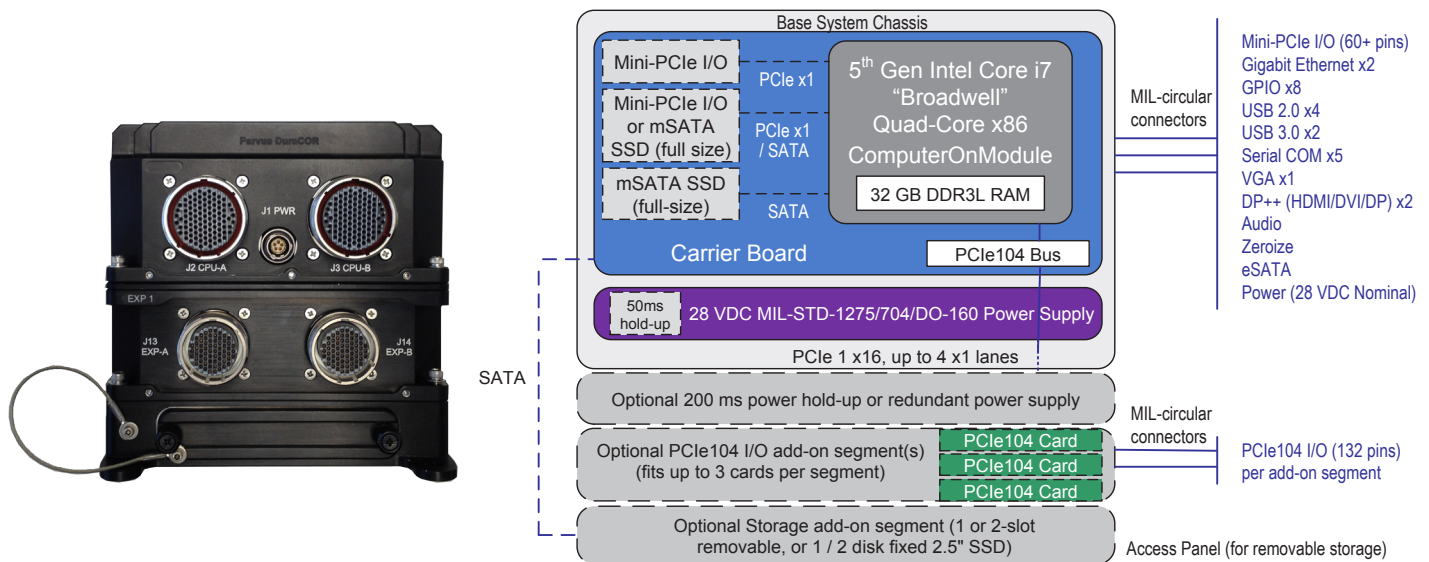 Parvus DuraCOR
J1 PWR
J2 CPU-A
J3 CPU-B
EXP 1
J13
EXP-A
J14
EXP-B
Base System Chassis
Mini-PCIe I/O
PCIe x1
Mini-PCIe I/O
or mSATA
SSD (full size)
PCIe x1
/ SATA
mSATA SSD
(full-size)
SATA
5th Gen Intel Core i7
“Broadwell”
Quad-Core x86
ComputerOnModule
32 GB DDR3L RAM
Carrier Board
PCIe104 Bus
50ms
hold-up
28 VDC MIL-STD-1275/704/DO-160 Power Supply
PCIe 1 x16, up to 4 x1 lanes
SATA
Optional 200 ms power hold-up or redundant power supply
Optional PCIe104 I/O add-on segment(s)
(fits up to 3 cards per segment)
PCIe104 Card
PCIe104 Card
PCIe104 Card
Optional Storage add-on segment (1 or 2-slot
removable, or 1 / 2 disk fixed 2.5" SSD)
MIL-circular
connectors
Mini-PCIe I/O (60+ pins)
Gigabit Ethernet x2
GPIO x8
USB 2.0 x4
USB 3.0 x2
Serial COM x5
VGA x1
DP++ (HDMI/DVI/DP) x2
Audio
Zeroize
eSATA
Power (28 VDC Nominal)
MIL-circular
connectors
PCIe104 I/O (132 pins)
per add-on segment
Access Panel (for removable storage)